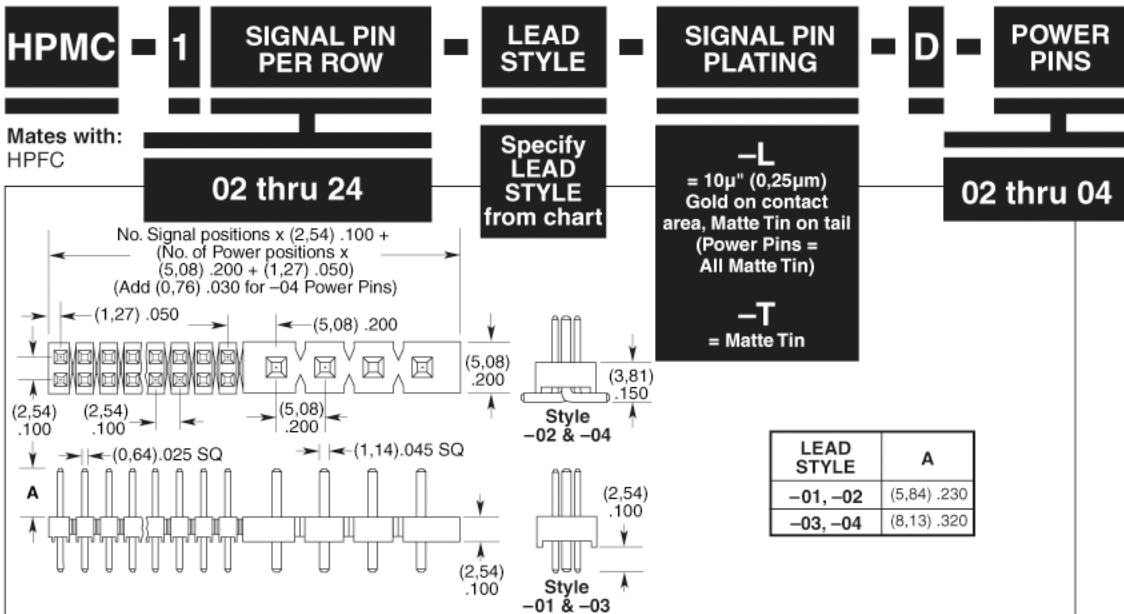 HPMC - 1 SIGNAL PIN PER ROW - LEAD STYLE - SIGNAL PIN PLATING - D - POWER PINS
Mates with:
HPFC
02 thru 24
Specify
LEAD
STYLE
from chart
–L
= 10µ" (0,25µm)
Gold on contact
area, Matte Tin on tail
(Power Pins =
All Matte Tin)
–T
= Matte Tin
02 thru 04
No. Signal positions x (2,54) .100 +
(No. of Power positions x
(5,08) .200 + (1,27) .050)
(Add (0,76) .030 for –04 Power Pins)
(1,27) .050
(5,08) .200
(5,08)
.200
(2,54)
.100
(2,54)
.100
(5,08)
.200
(3,81)
.150
Style
–02 & –04
(0,64).025 SQ
(1,14).045 SQ
A
(2,54)
.100
(2,54)
.100
Style
–01 & –03
LEAD
STYLE
A
–01, –02 (5,84) .230
–03, –04 (8,13) .320